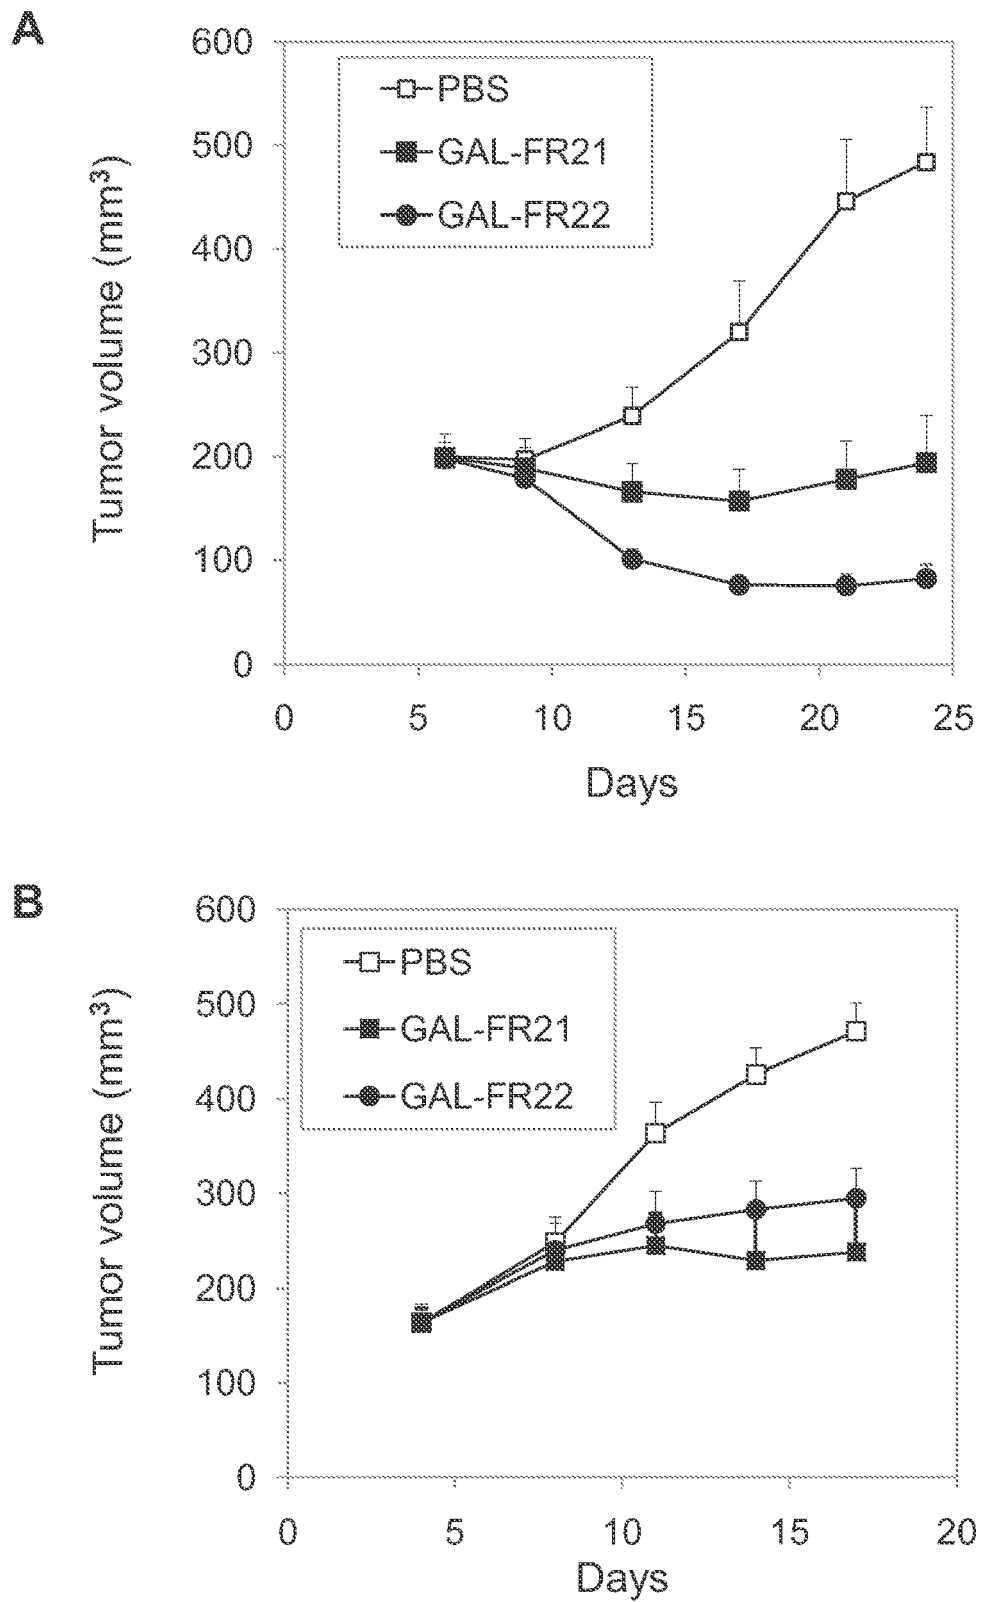 A
600
500
400
300
200
100
0
Tumor volume (mm³)
PBS
GAL-FR21
GAL-FR22
0 5 10 15 20 25
Days
B
600
500
400
300
200
100
0
Tumor volume (mm³)
PBS
GAL-FR21
GAL-FR22
0 5 10 15 20
Days